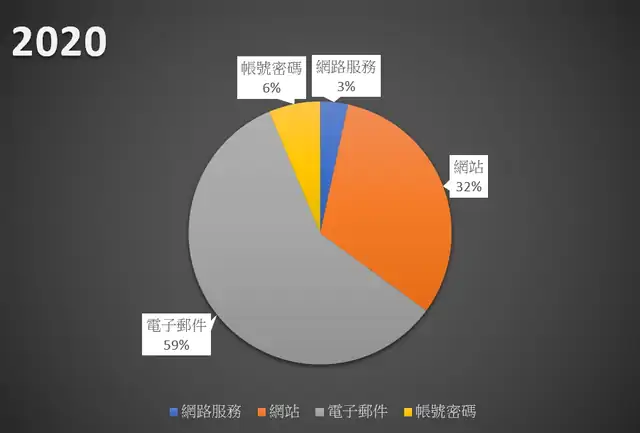 2020
帳號密碼
6%
網路服務
3%
網站
32%
電子郵件
59%
網路服務 網站 電子郵件 帳號密碼